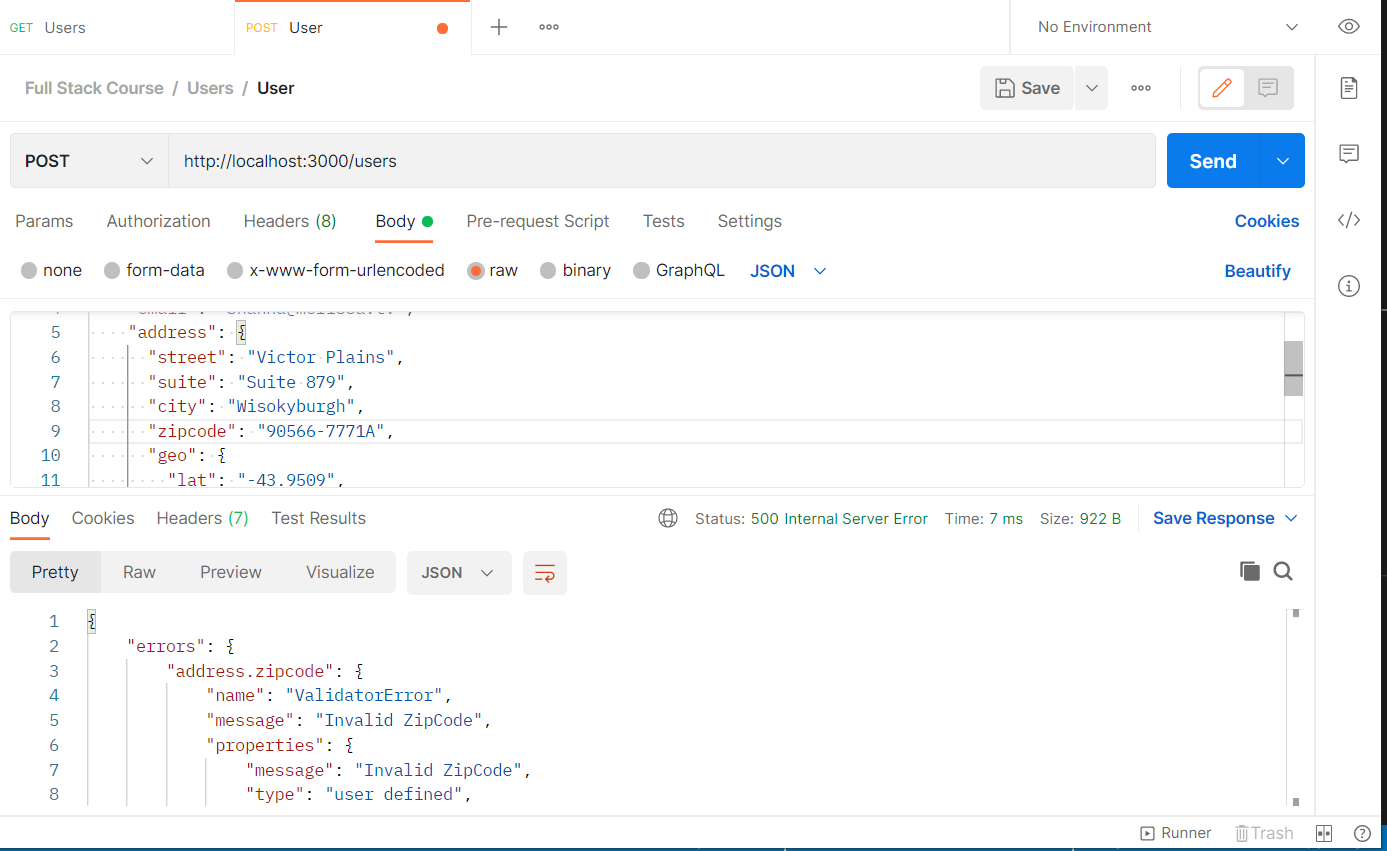 GET Users
POST User
No Environment
Full Stack Course / Users / User
Save
POST
http://localhost:3000/users
Send
Params Authorization Headers (8) Body Pre-request Script Tests Settings Cookies
none form-data x-www-form-urlencoded raw binary GraphQL JSON Beautify
5 "address": {
6 "street": "Victor Plains",
7 "suite": "Suite 879",
8 "city": "Wisokyburgh",
9 "zipcode": "90566-7771A",
10 "geo": {
11 "lat": "-43.9509",
Body Cookies Headers (7) Test Results Status: 500 Internal Server Error Time: 7 ms Size: 922 B Save Response
Pretty Raw Preview Visualize JSON
1 {
2 "errors": {
3 "address.zipcode": {
4 "name": "ValidatorError",
5 "message": "Invalid ZipCode",
6 "properties": {
7 "message": "Invalid ZipCode",
8 "type": "user defined",
Runner Trash